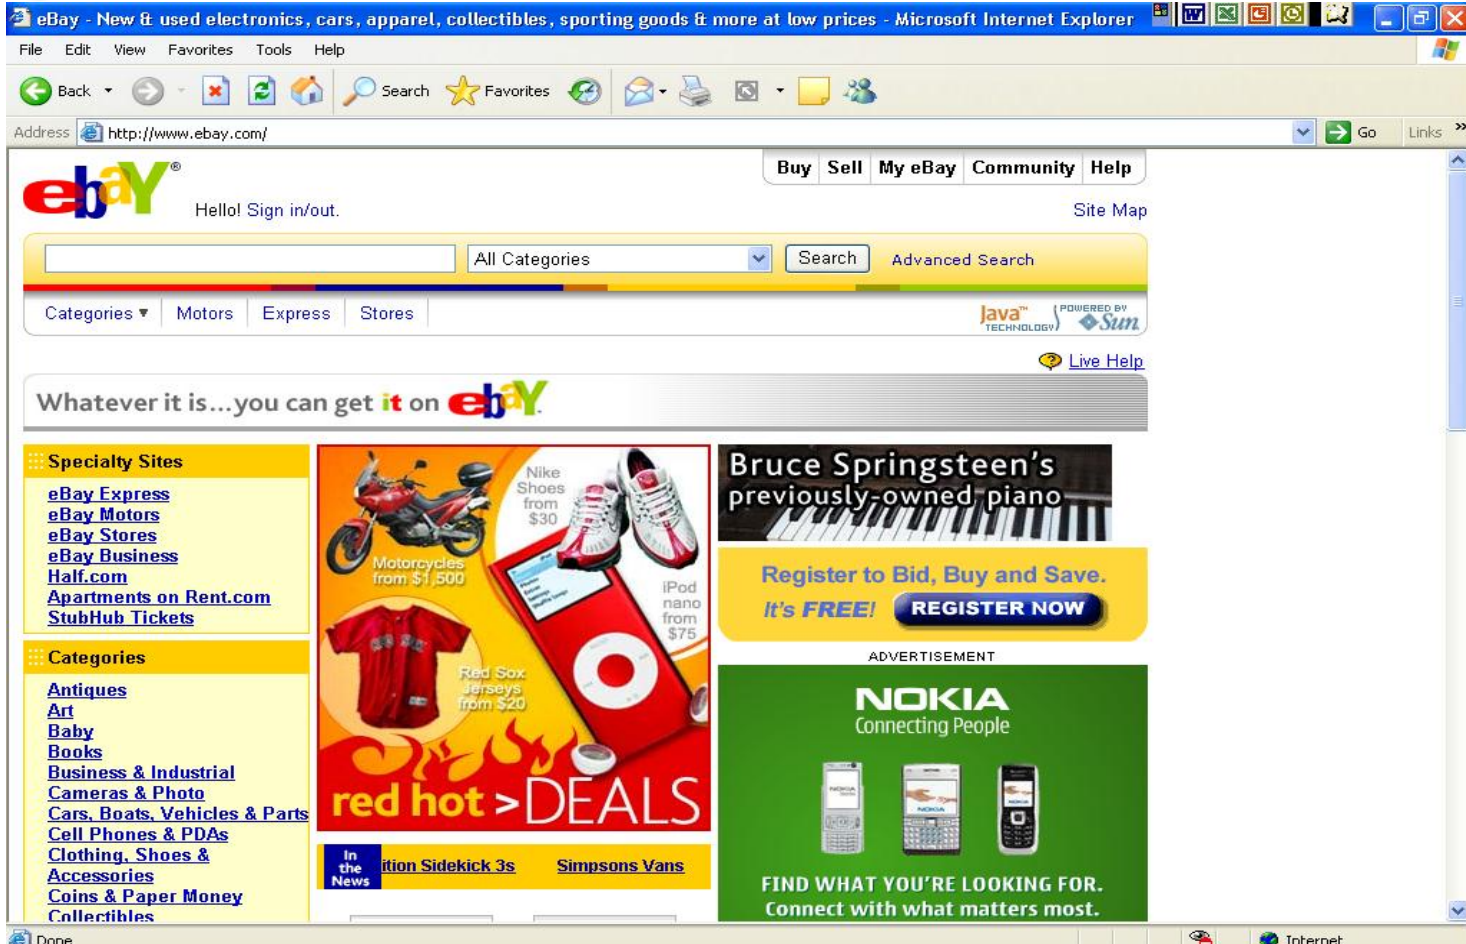 eBay - New & used electronics, cars, apparel, collectibles, sporting goods & more at low prices - Microsoft Internet Explorer
File Edit View Favorites Tools Help
Back Search Favorites
Address http://www.ebay.com/ Go Links »
ebay®
Buy Sell My eBay Community Help
Hello! Sign in/out.
Site Map
All Categories Search Advanced Search
Categories Motors Express Stores
Java™ TECHNOLOGY
POWERED BY Sun
Live Help
Whatever it is...you can get it on ebay.
Specialty Sites
eBay Express
eBay Motors
eBay Stores
eBay Business
Half.com
Apartments on Rent.com
StubHub Tickets
Categories
Antiques
Art
Baby
Books
Business & Industrial
Cameras & Photo
Cars, Boats, Vehicles & Parts
Cell Phones & PDAs
Clothing, Shoes &
Accessories
Coins & Paper Money
Collectibles
Nike
Shoes
from
$30
Motorcycles
from $1,500
iPod
nano
from
$75
Red Sox
Jerseys
from $20
red hot >DEALS
In
the
News
ition Sidekick 3s Simpsons Vans
Bruce Springsteen's
previously-owned piano
Register to Bid, Buy and Save.
It's FREE! REGISTER NOW
ADVERTISEMENT
NOKIA
Connecting People
FIND WHAT YOU'RE LOOKING FOR.
Connect with what matters most.
Done Internet